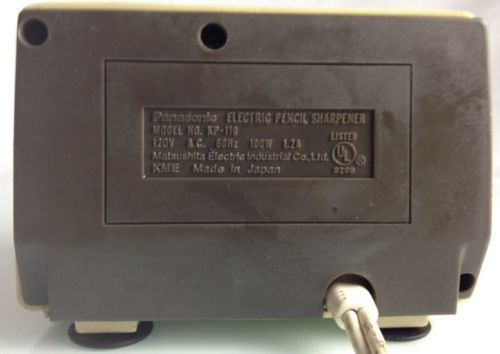 Panasonic ELECTRIC PENCIL SHARPENER
MODEL NO. KP-110
120V A.C. 60Hz 100W 1.2A
Matsushita Electric Industrial Co., Ltd.
KME Made in Japan
LISTED
UL ®
829B